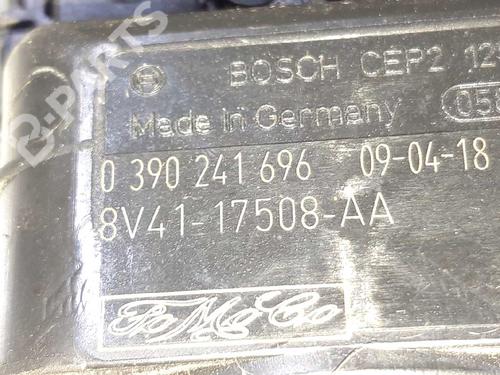 B-PARTS
BOSCH CEP2
Made in Germany
0 390 241 696 09-04-18
8V41-17508-AA
FoMoCo